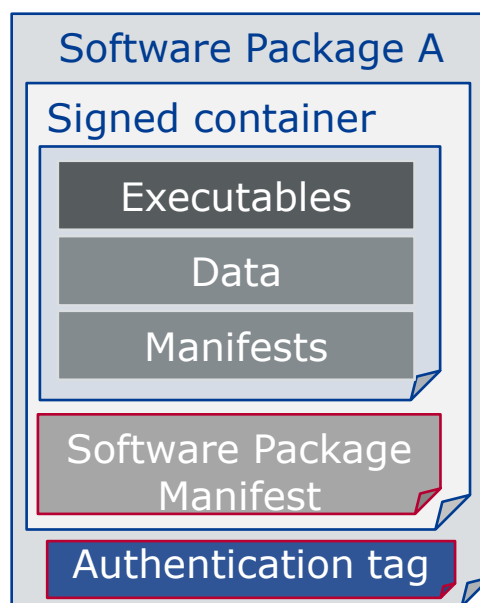 Software Package A
Signed container
Executables
Data
Manifests
Software Package
Manifest
Authentication tag